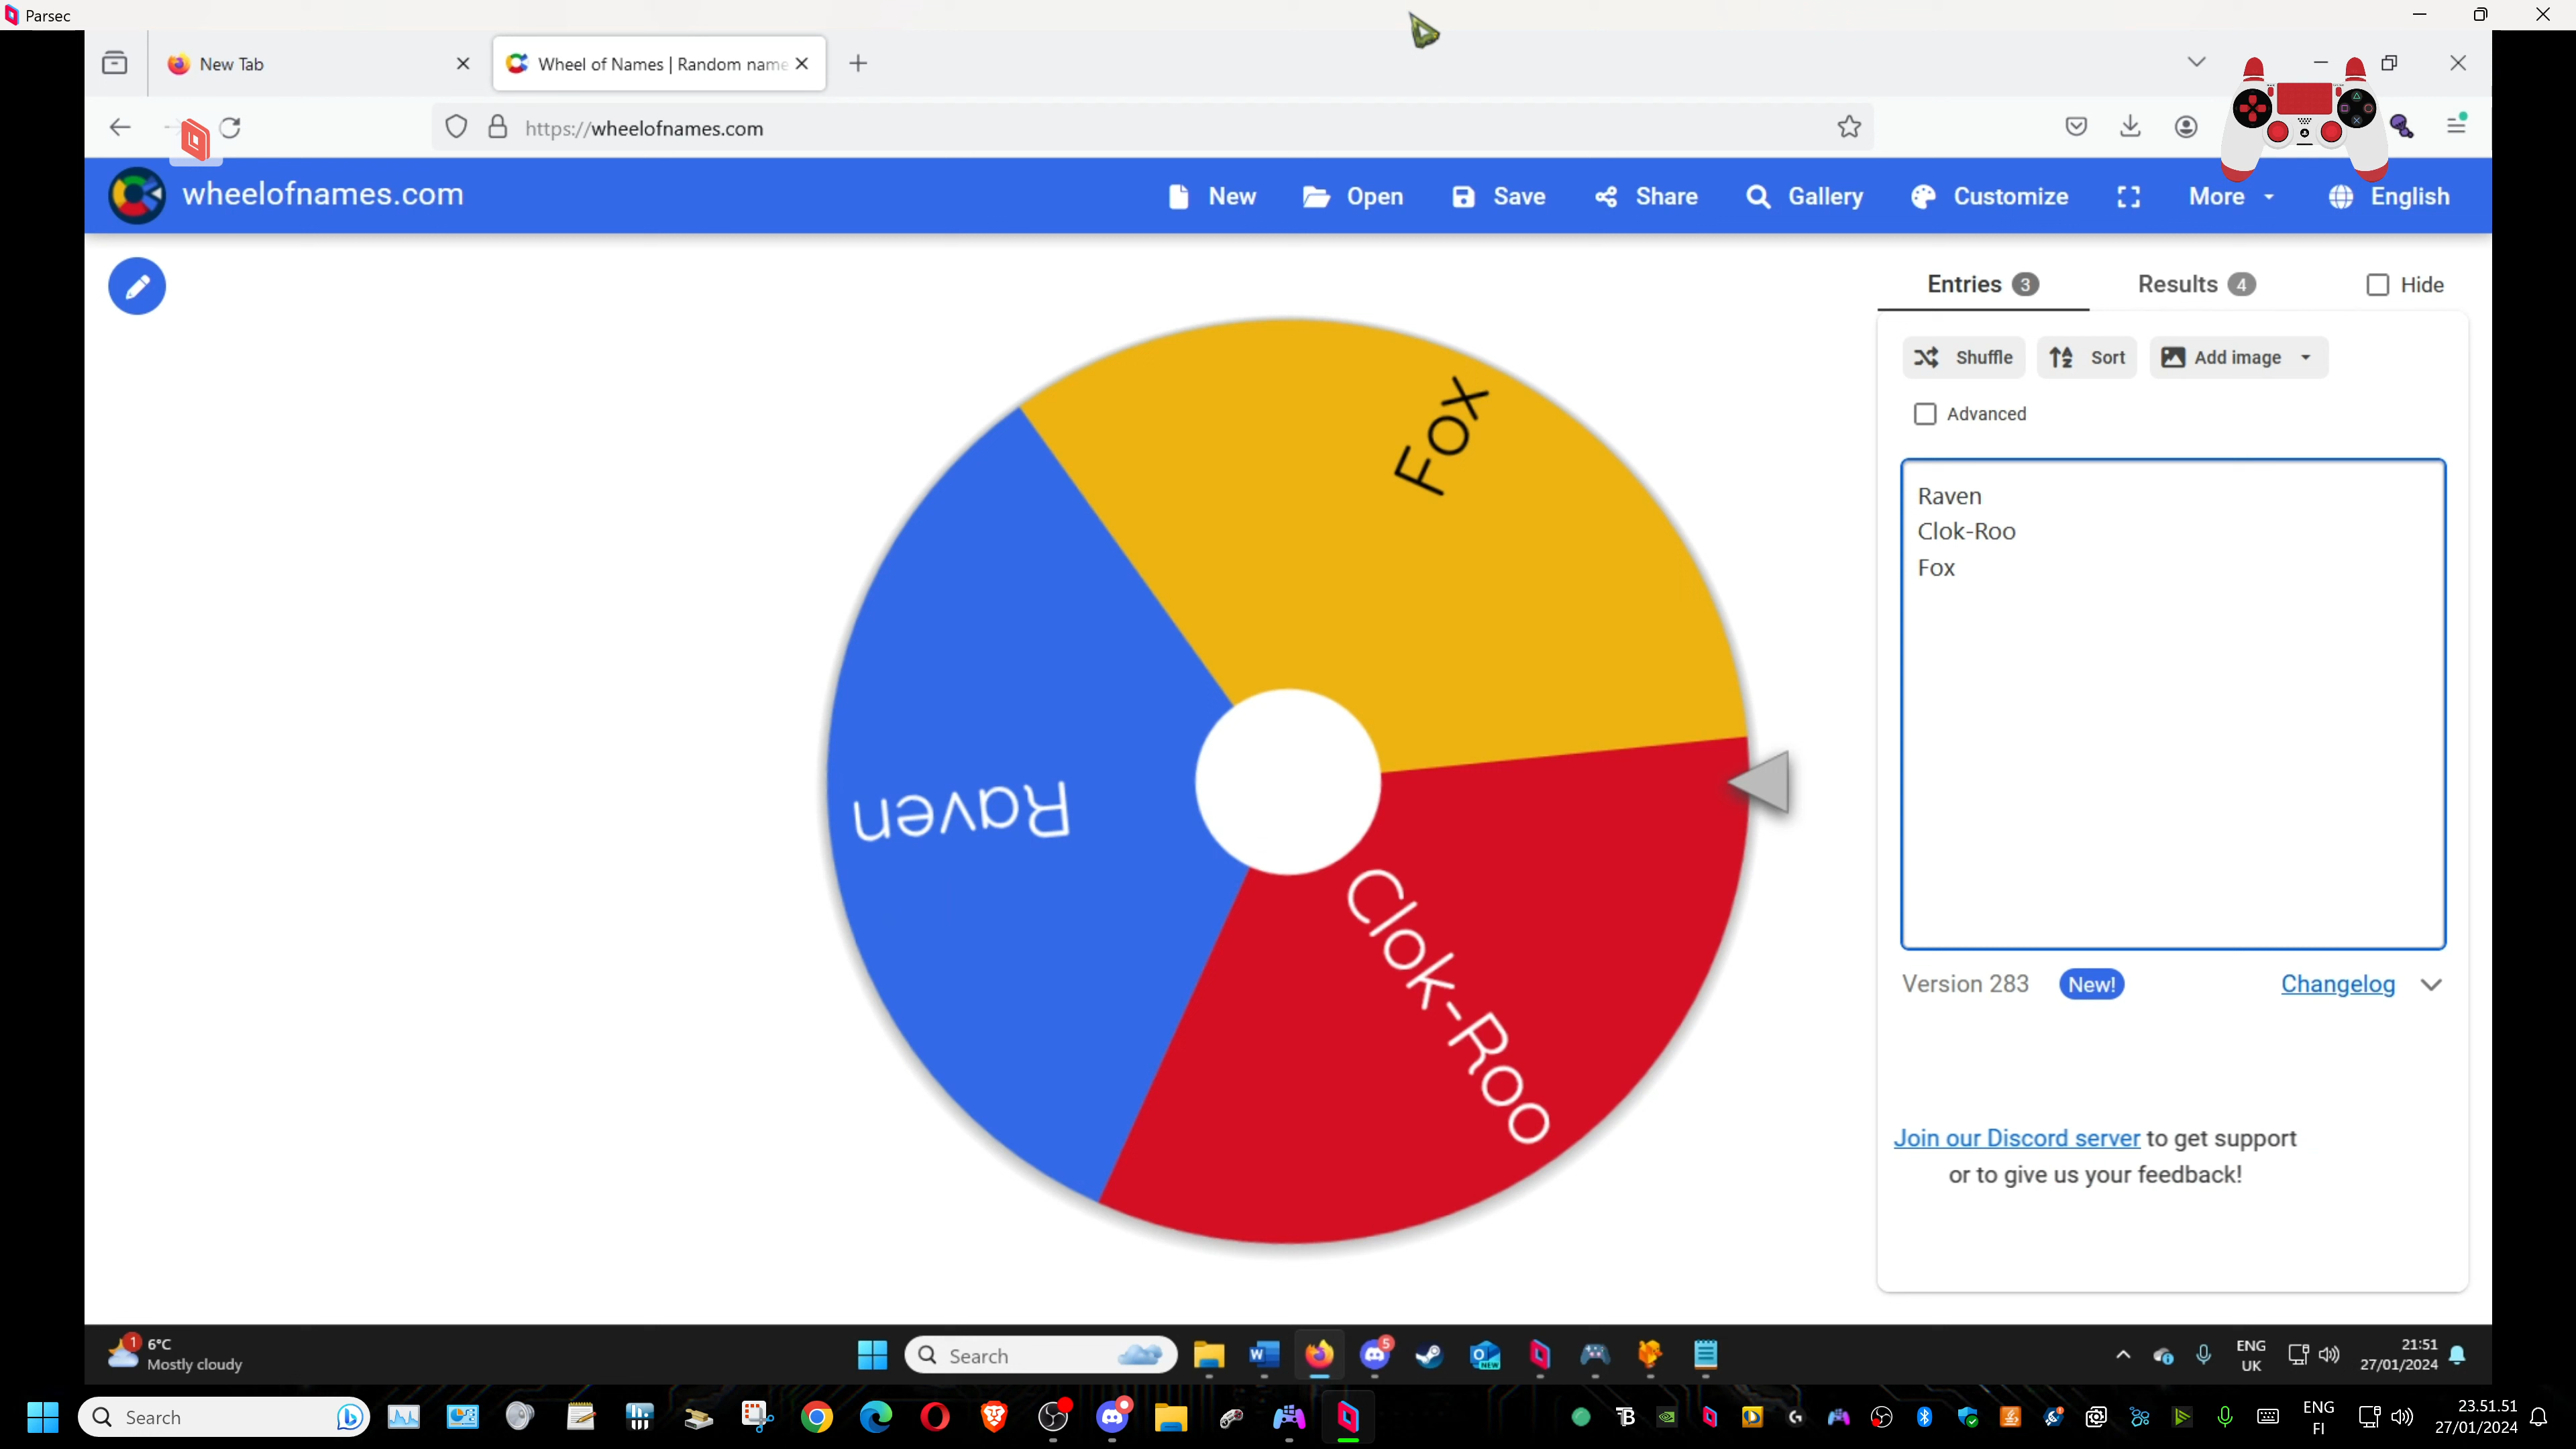 Parsec
New Tab
Wheel of Names | Random name
https://wheelofnames.com
wheelofnames.com
New
Open
Save
Share
Gallery
Customize
More
English
Entries 3
Results 4
Hide
Shuffle
Sort
Add image
Advanced
Raven
Clok-Roo
Fox
Fox
Raven
Clok-Roo
Version 283
New!
Changelog
Join our Discord server to get support
or to give us your feedback!
1
6°C
Mostly cloudy
Search
5
ENG
UK
21:51
27/01/2024
Search
ENG
FI
23.51.51
27/01/2024